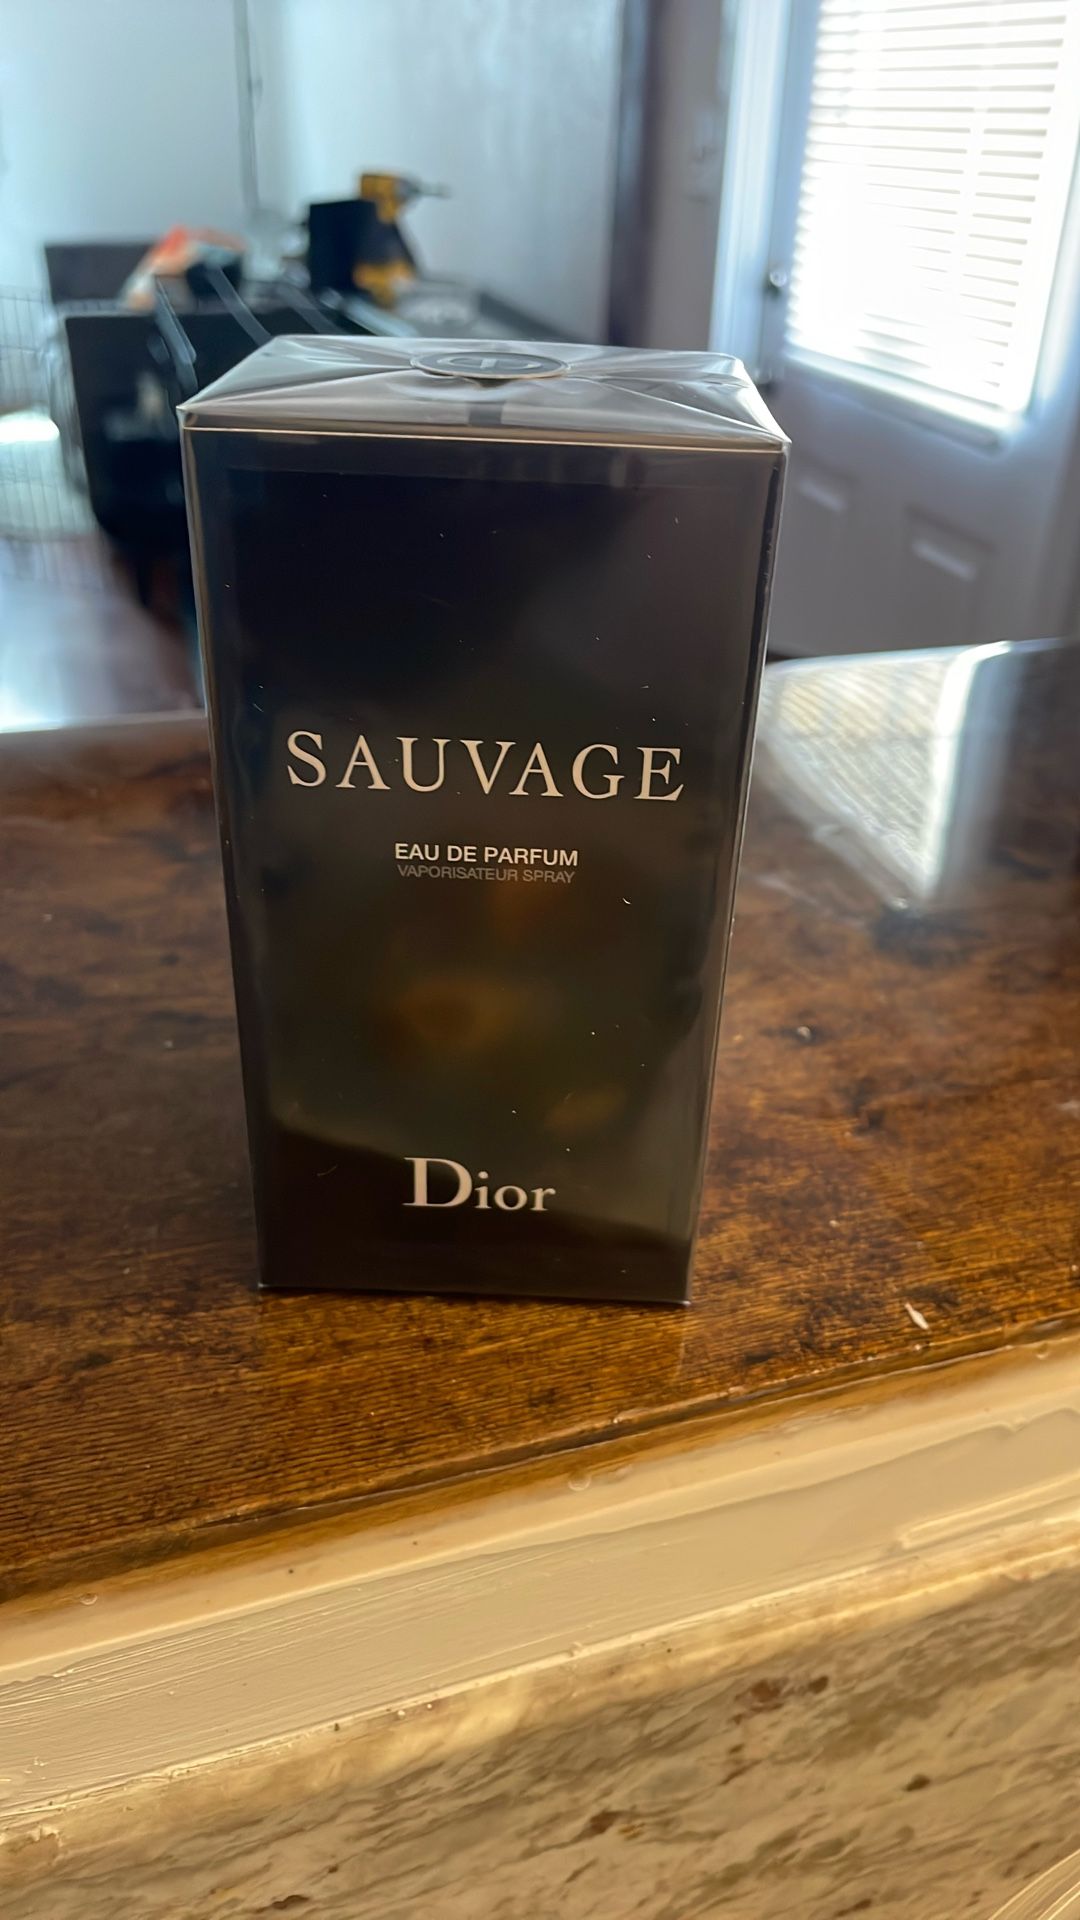 SAUVAGE
EAU DE PARFUM
VAPORISATEUR SPRAY
Dior